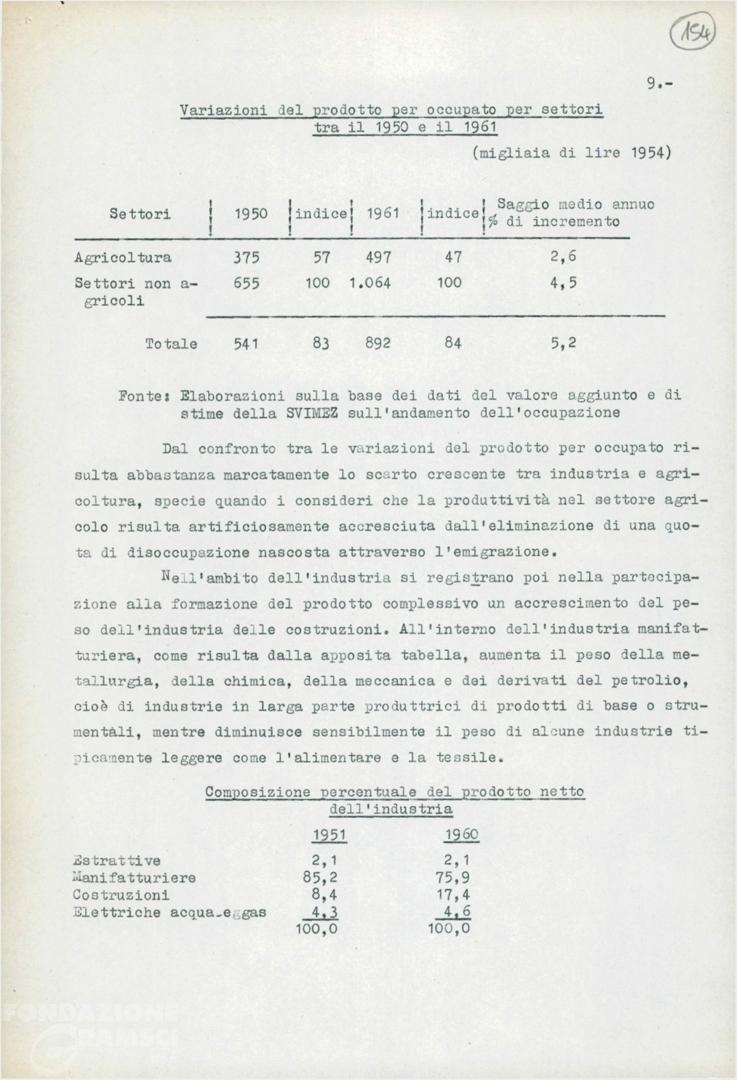 154
9.-
Variazioni del prodotto per occupato per settori
tra il 1950 e il 1961
(migliaia di lire 1954)
Settori 1950 indice 1961 indice Saggio medio annuo
% di incremento
Agricoltura 375 57 497 47 2,6
Settori non a- 655 100 1.064 100 4,5
gricoli
Totale 541 83 892 84 5,2
Fonte: Elaborazioni sulla base dei dati del valore aggiunto e di
stime della SVIMEZ sull'andamento dell'occupazione
Dal confronto tra le variazioni del prodotto per occupato ri-
sulta abbastanza marcatamente lo scarto crescente tra industria e agri-
coltura, specie quando i consideri che la produttività nel settore agri-
colo risulta artificiosamente accresciuta dall'eliminazione di una quo-
ta di disoccupazione nascosta attraverso l'emigrazione.
Nell'ambito dell'industria si registrano poi nella partecipa-
zione alla formazione del prodotto complessivo un accrescimento del pe-
so dell'industria delle costruzioni. All'interno dell'industria manifat-
turiera, come risulta dalla apposita tabella, aumenta il peso della me-
tallurgia, della chimica, della meccanica e dei derivati del petrolio,
cioè di industrie in larga parte produttrici di prodotti di base o stru-
mentali, mentre diminuisce sensibilmente il peso di alcune industrie ti-
picamente leggere come l'alimentare e la tessile.
Composizione percentuale del prodotto netto
dell'industria
1951 1960
Estrattive 2,1 2,1
Manifatturiere 85,2 75,9
Costruzioni 8,4 17,4
Elettriche acqua-eggas 4,3 4,6
100,0 100,0
FONDAZIONE
GRAMSCI